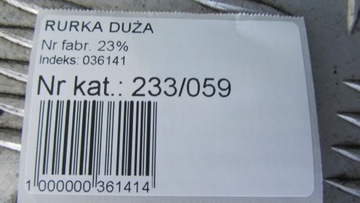 RURKA DUŻA
Nr fabr. 23%
Indeks: 036141
Nr kat.: 233/059
1 000000 361414